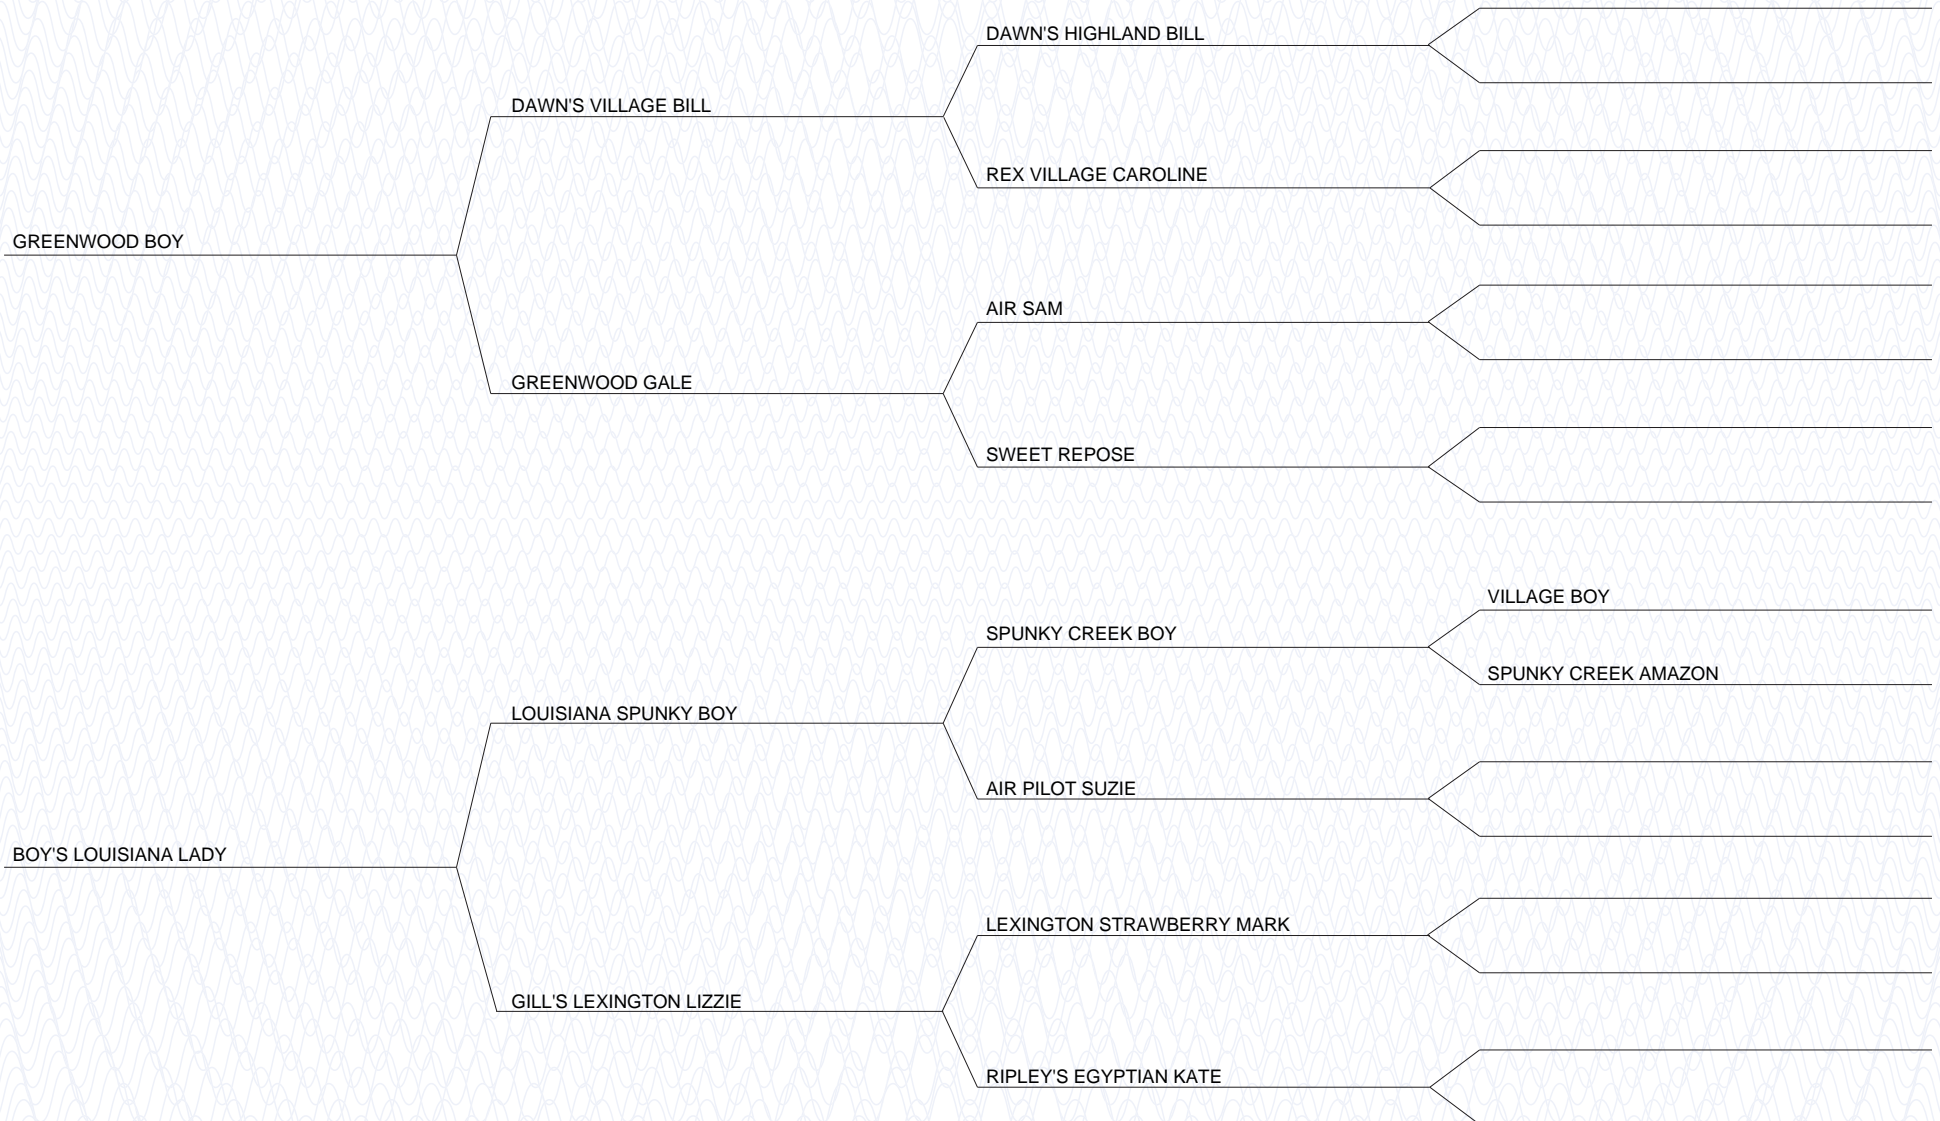 DAWN'S HIGHLAND BILL
DAWN'S VILLAGE BILL
REX VILLAGE CAROLINE
GREENWOOD BOY
AIR SAM
GREENWOOD GALE
SWEET REPOSE
VILLAGE BOY
SPUNKY CREEK BOY
SPUNKY CREEK AMAZON
LOUISIANA SPUNKY BOY
AIR PILOT SUZIE
BOY'S LOUISIANA LADY
LEXINGTON STRAWBERRY MARK
GILL'S LEXINGTON LIZZIE
RIPLEY'S EGYPTIAN KATE